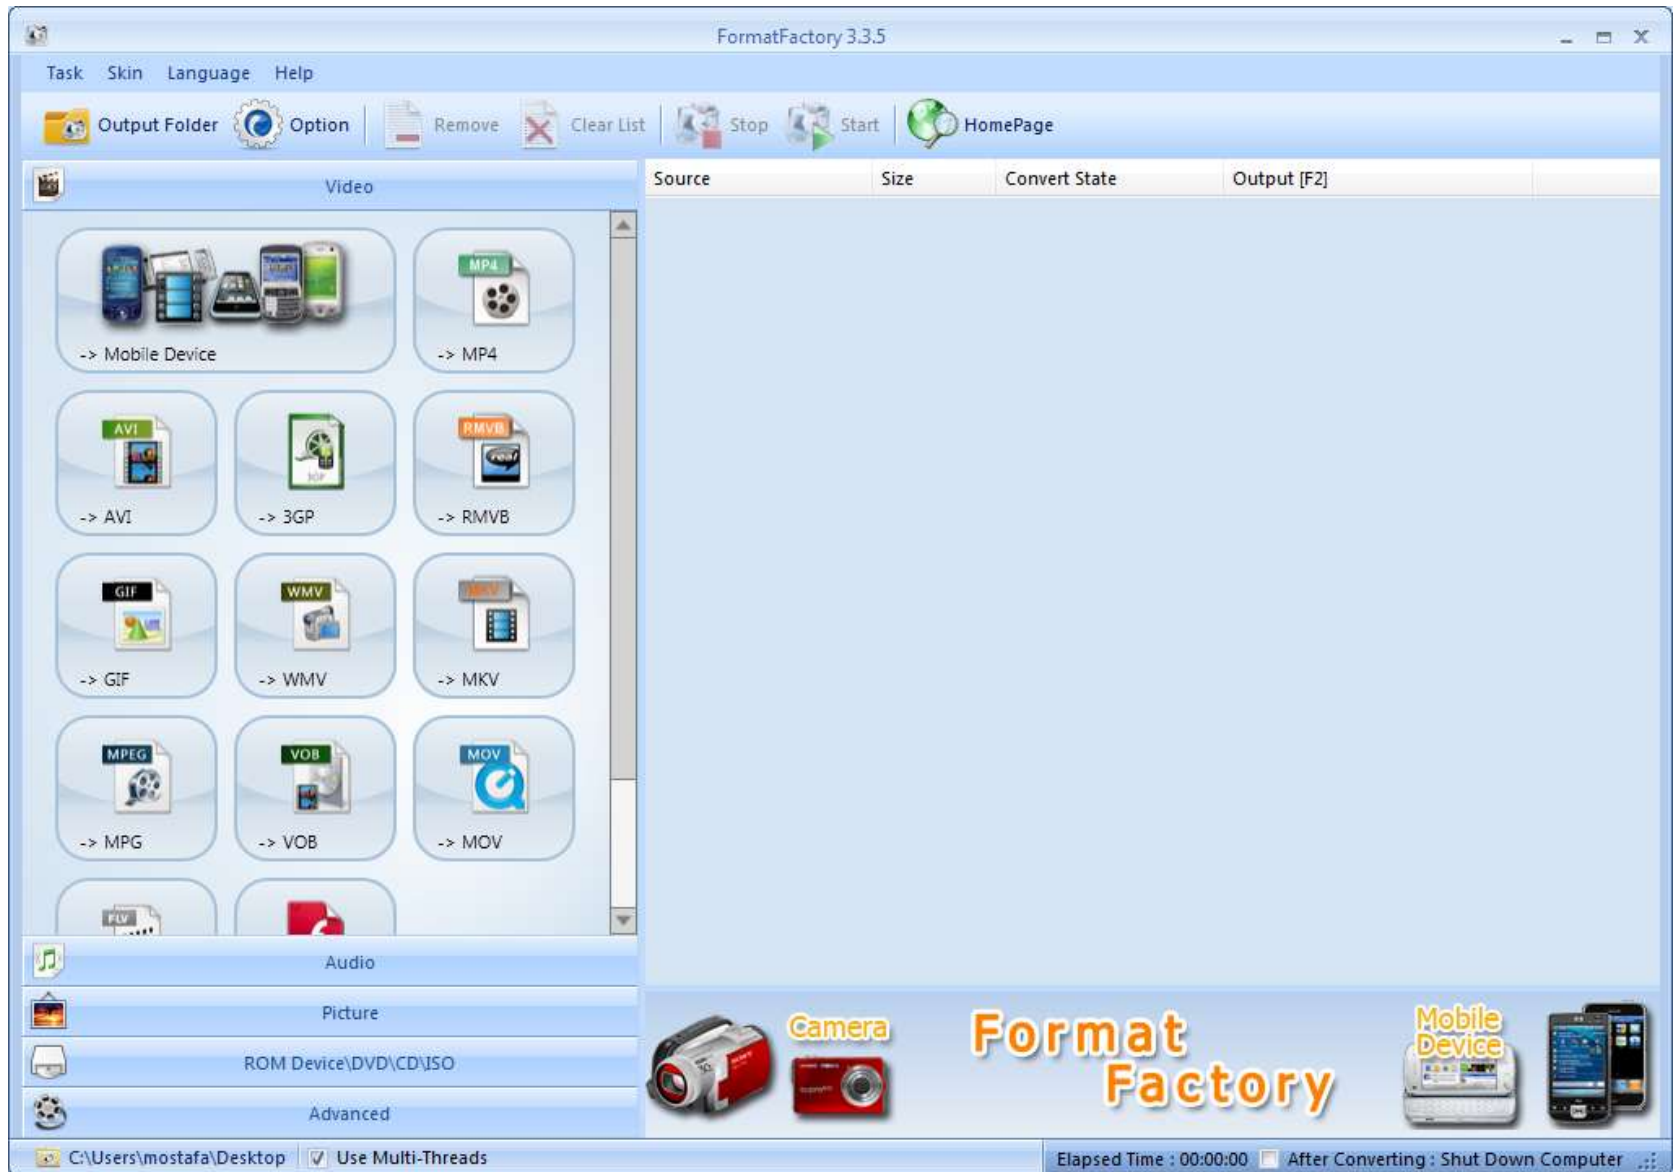 FormatFactory 3.3.5
Task Skin Language Help
Output Folder Option Remove Clear List Stop Start HomePage
Video
Source Size Convert State Output [F2]
MP4
-> Mobile Device
-> MP4
AVI
3GP
RMVB
real
-> AVI
-> 3GP
-> RMVB
GIF
WMV
MKV
-> GIF
-> WMV
-> MKV
MPEG
VOB
MOV
-> MPG
-> VOB
-> MOV
FLV
Audio
Picture
ROM Device\DVD\CD\ISO
Advanced
Camera
Format
Factory
Mobile
Device
C:\Users\mostafa\Desktop Use Multi-Threads Elapsed Time : 00:00:00 After Converting : Shut Down Computer